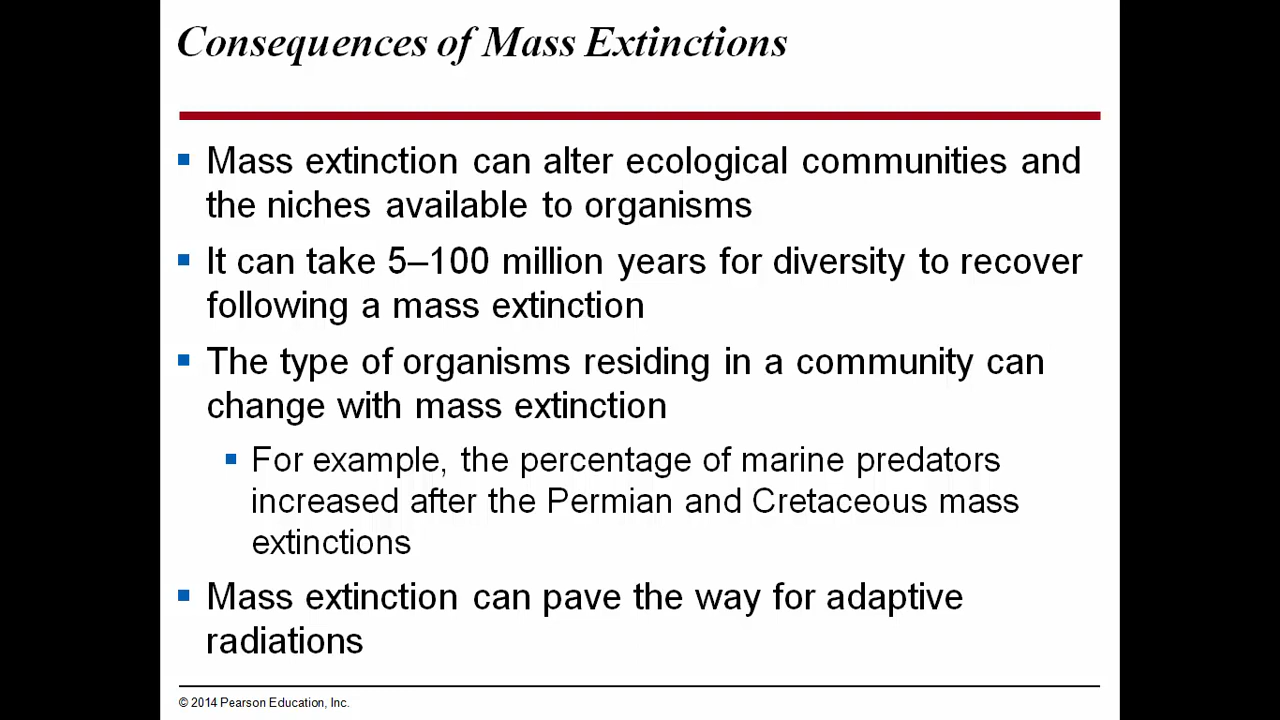 Consequences of Mass Extinctions
Mass extinction can alter ecological communities and
the niches available to organisms
It can take 5–100 million years for diversity to recover
following a mass extinction
The type of organisms residing in a community can
change with mass extinction
For example, the percentage of marine predators
increased after the Permian and Cretaceous mass
extinctions
Mass extinction can pave the way for adaptive
radiations
© 2014 Pearson Education, Inc.